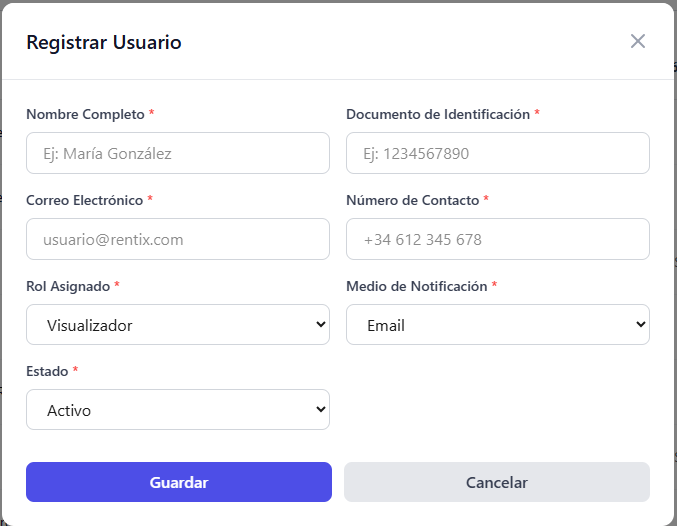 Registrar Usuario
Nombre Completo *
Documento de Identificación *
Ej: María González
Ej: 1234567890
Correo Electrónico *
Número de Contacto *
usuario@rentix.com
+34 612 345 678
Rol Asignado *
Medio de Notificación *
Visualizador
Email
Estado *
Activo
Guardar
Cancelar